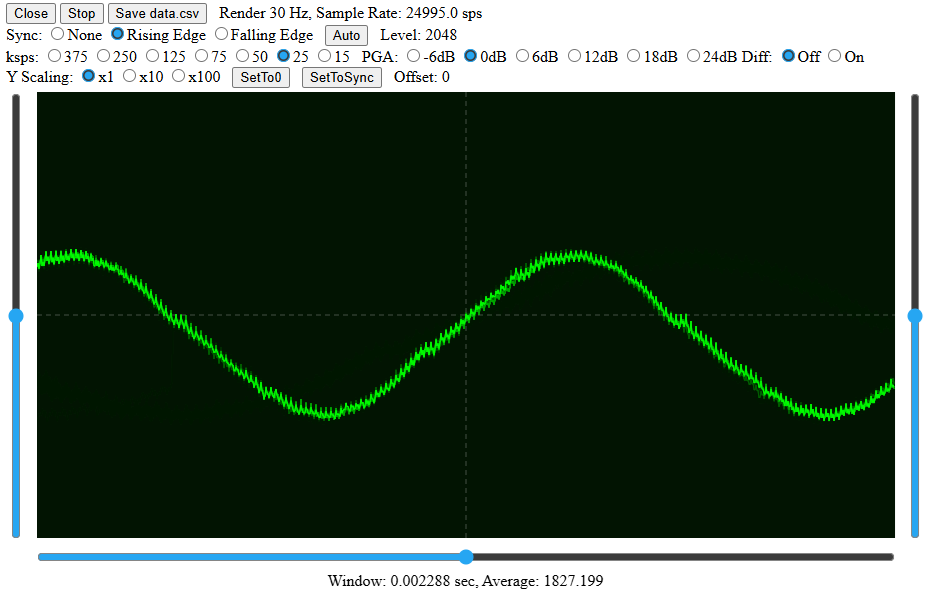 Close Stop Save data.csv Render 30 Hz, Sample Rate: 24995.0 sps
Sync: None Rising Edge Falling Edge Auto Level: 2048
ksps: 375 250 125 75 50 25 15 PGA: -6dB 0dB 6dB 12dB 18dB 24dB Diff: Off On
Y Scaling: x1 x10 x100 SetTo0 SetToSync Offset: 0
Window: 0.002288 sec, Average: 1827.199